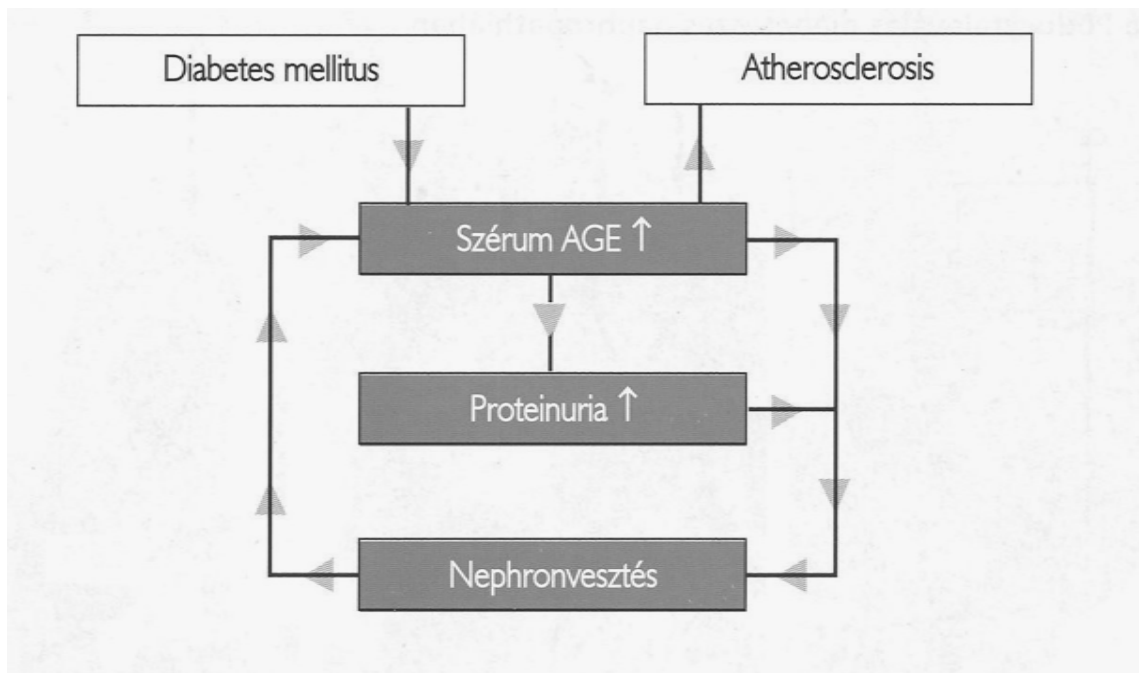 Diabetes mellitus
Atherosclerosis
Szérum AGE ↑
Proteinuria ↑
Nephronvesztés